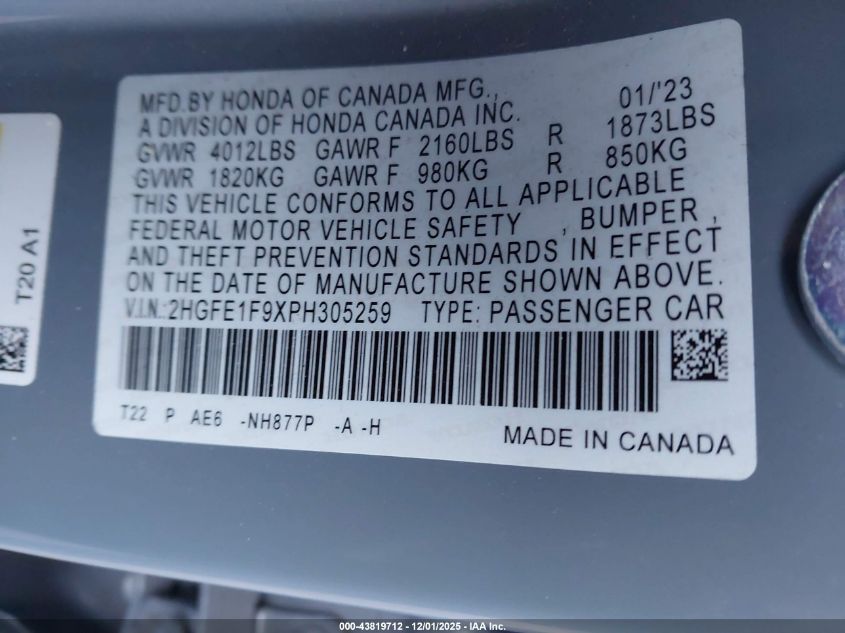 MFD.BY HONDA OF CANADA MFG., 01/'23
A DIVISION OF HONDA CANADA INC.
GVWR 4012LBS GAWR F 2160LBS R 1873LBS
GVWR 1820KG GAWR F 980KG R 850KG
THIS VEHICLE CONFORMS TO ALL APPLICABLE
FEDERAL MOTOR VEHICLE SAFETY , BUMPER ,
AND THEFT PREVENTION STANDARDS IN EFFECT
ON THE DATE OF MANUFACTURE SHOWN ABOVE.
V.I.N.:2HGFE1F9XPH305259 TYPE: PASSENGER CAR
T22 P AE6 -NH877P -A -H
MADE IN CANADA
T20 A1
000-43819712 - 12/01/2025 - IAA Inc.